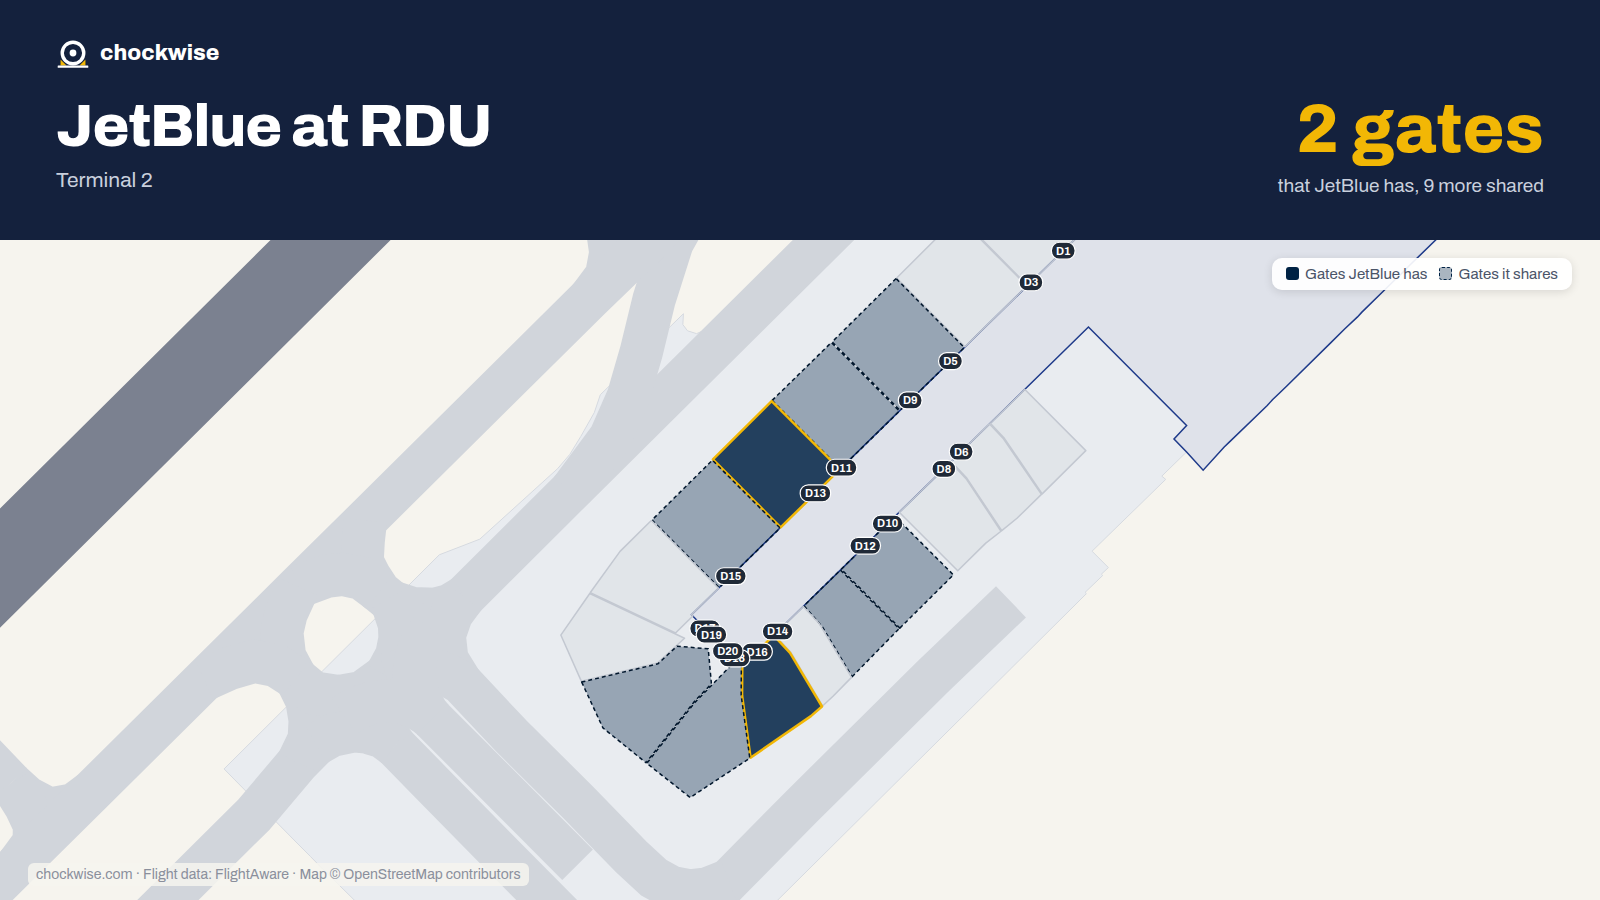 chockwise
JetBlue at RDU
Terminal 2
2 gates
that JetBlue has, 9 more shared
Gates JetBlue has
Gates it shares
D1
D3
D5
D9
D11
D6
D8
D13
D10
D12
D15
D14
D19
D20
D16
chockwise.com · Flight data: FlightAware · Map © OpenStreetMap contributors